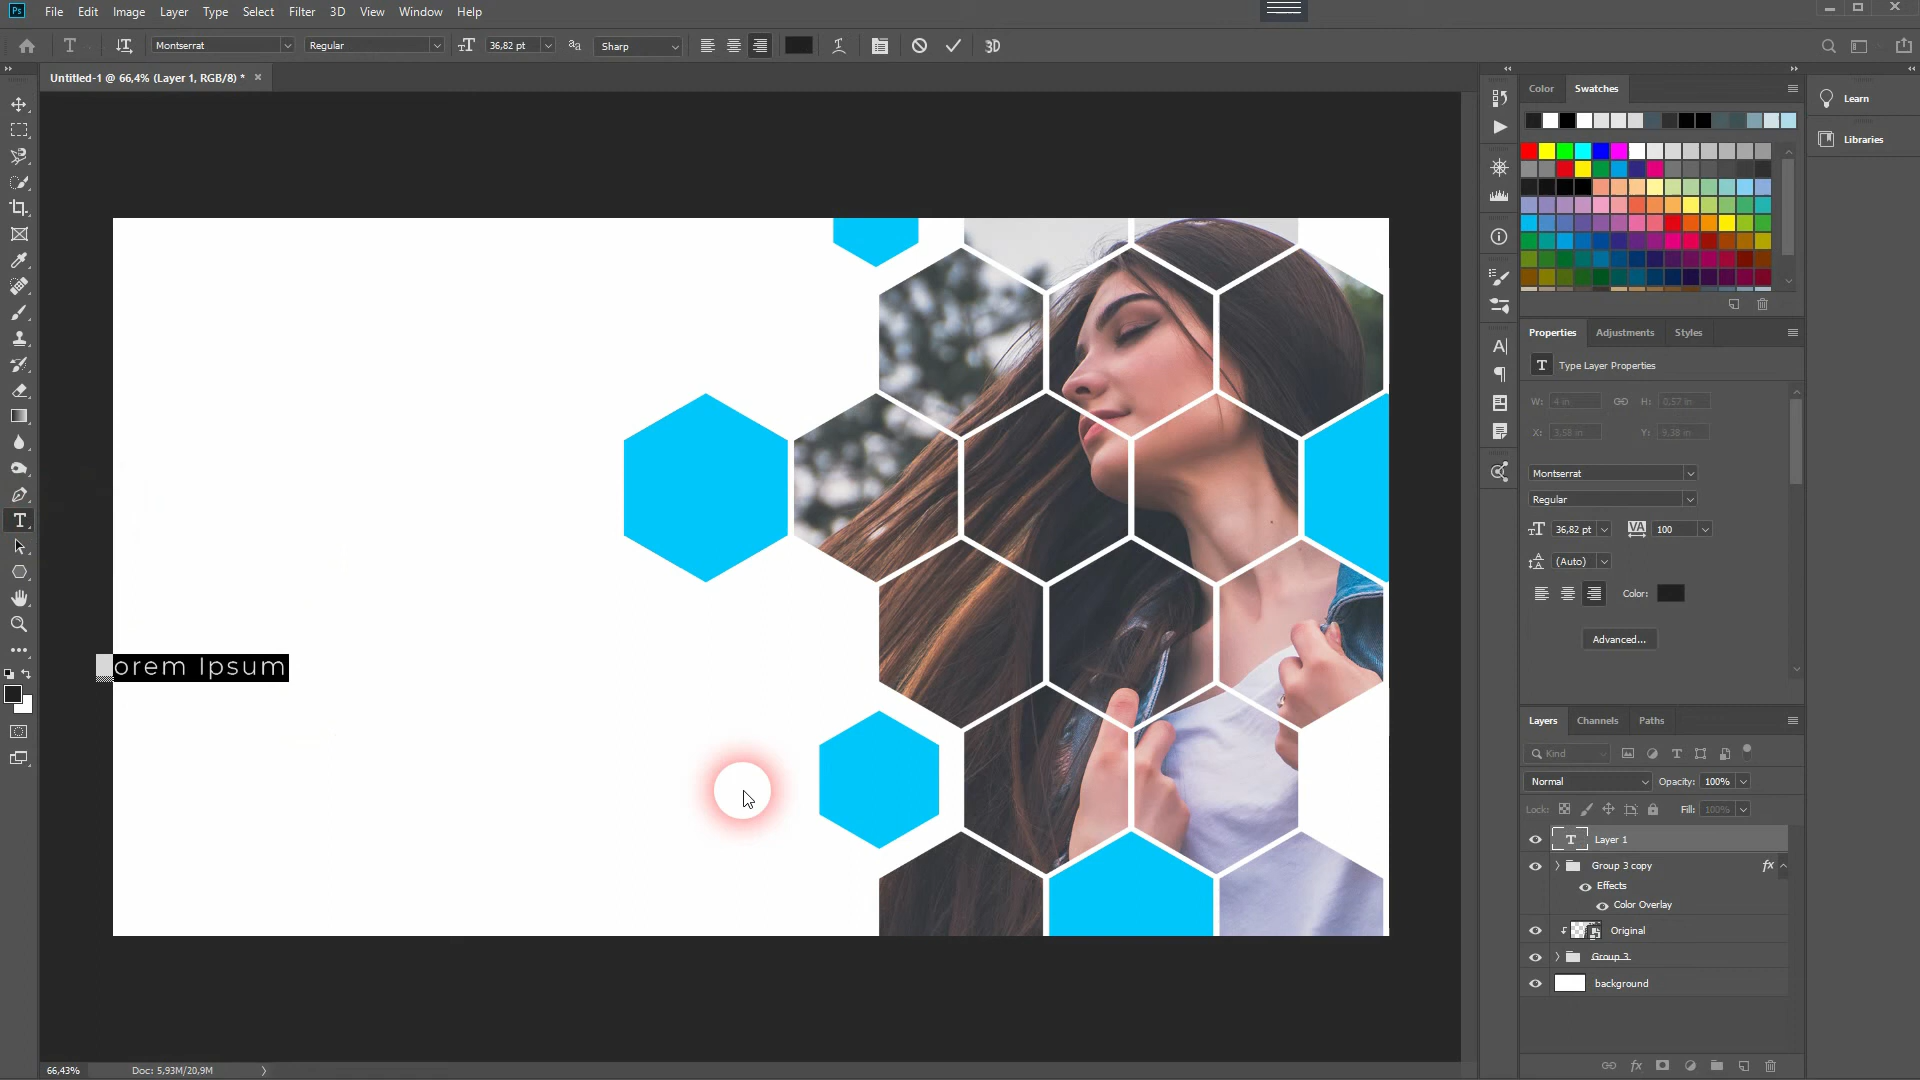 Ps File Edit Image Layer Type Select Filter 3D View Window Help
T Montserrat Regular 36,82 pt aa Sharp 3D
Untitled-1 @ 66,4% (Layer 1, RGB/8) * ×
Color Swatches
Learn
Libraries
Properties Adjustments Styles
T Type Layer Properties
W: 4 in H: 0,57 in
X: 3,58 in Y: 9,38 in
Montserrat
Regular
36,82 pt VA 100
(Auto)
Color:
Advanced...
orem Ipsum
Layers Channels Paths
Kind
Normal Opacity: 100%
Lock: Fill: 100%
T Layer 1
Group 3 copy fx
Effects
Color Overlay
Original
Group 3
background
fx
66,43% Doc: 5,93M/20,9M